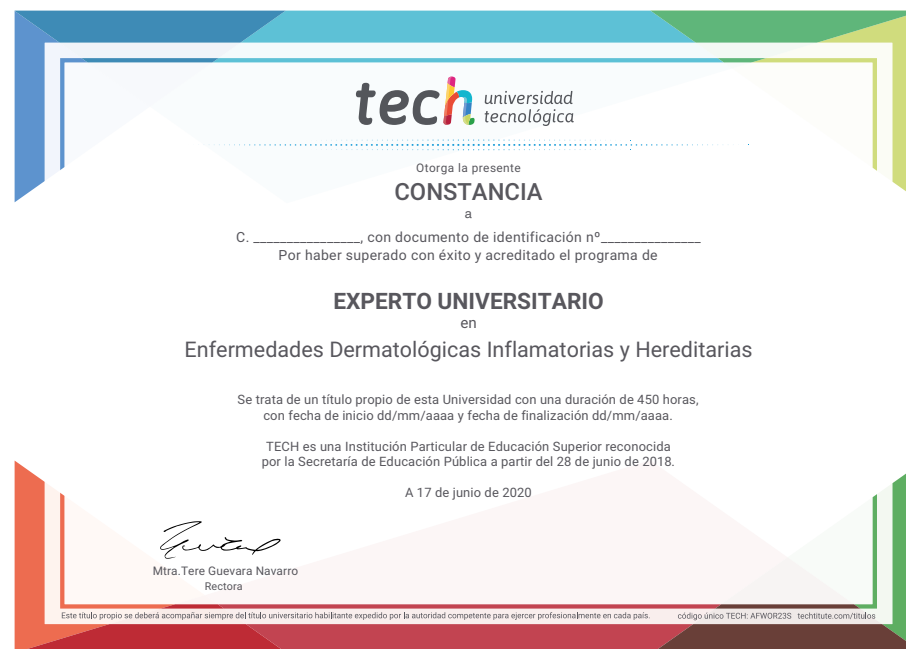 tech universidad
tecnológica
Otorga la presente
CONSTANCIA
a
C. ________________, con documento de identificación nº_______________
Por haber superado con éxito y acreditado el programa de
EXPERTO UNIVERSITARIO
en
Enfermedades Dermatológicas Inflamatorias y Hereditarias
Se trata de un título propio de esta Universidad con una duración de 450 horas,
con fecha de inicio dd/mm/aaaa y fecha de finalización dd/mm/aaaa.
TECH es una Institución Particular de Educación Superior reconocida
por la Secretaría de Educación Pública a partir del 28 de junio de 2018.
A 17 de junio de 2020
Mtra.Tere Guevara Navarro
Rectora
Este título propio se deberá acompañar siempre del título universitario habilitante expedido por la autoridad competente para ejercer profesionalmente en cada país. código único TECH: AFWOR23S techtitute.com/titulos